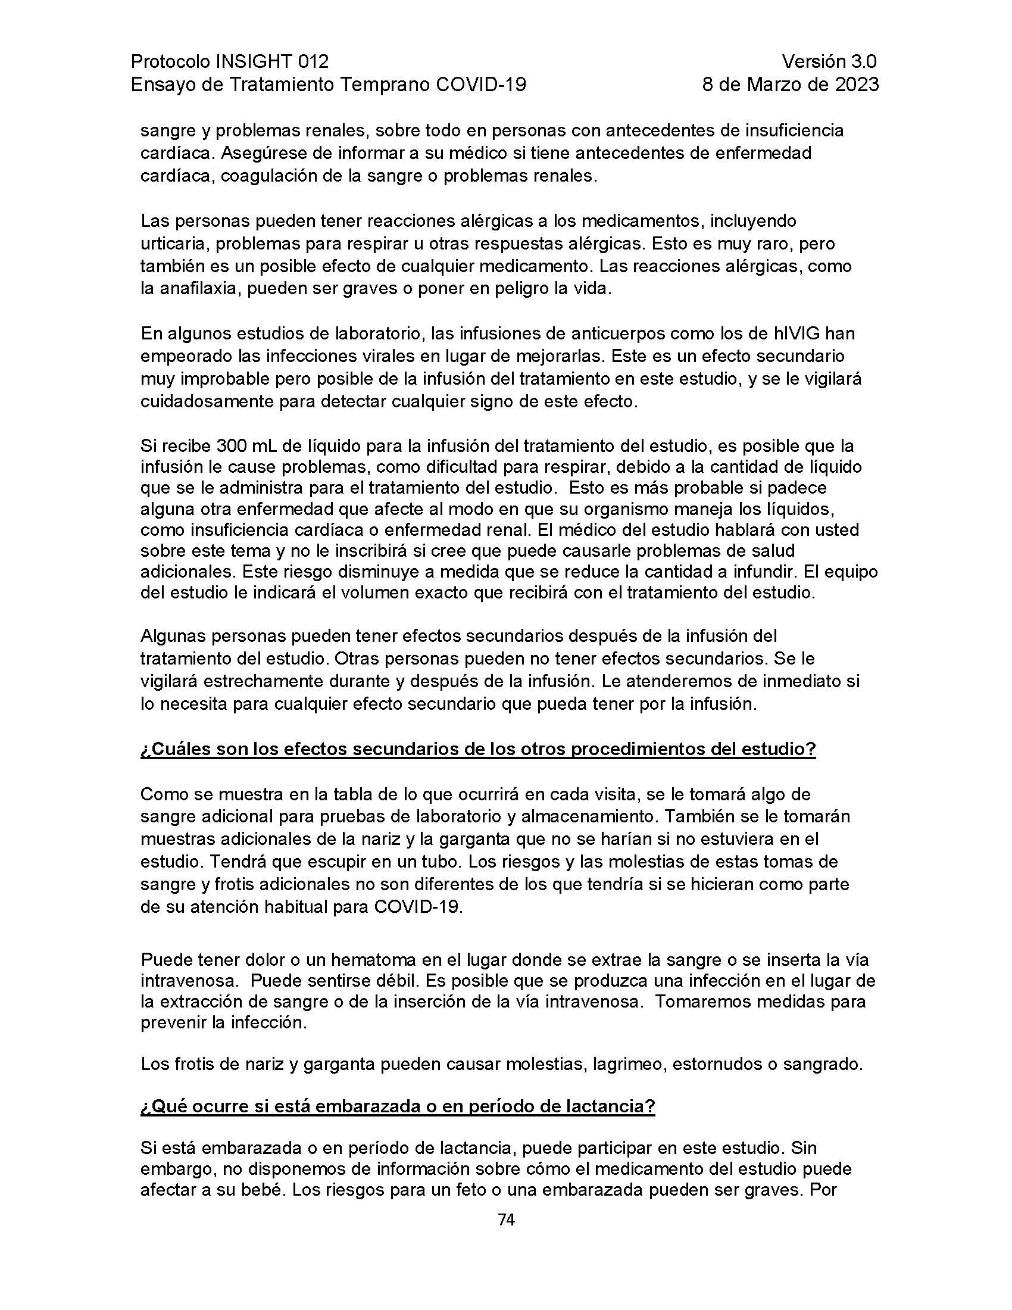 Protocolo INSIGHT 012 Versión 3.0
Ensayo de Tratamiento Temprano COVID-19 8 de Marzo de 2023
sangre y problemas renales, sobre todo en personas con antecedentes de insuficiencia
cardíaca. Asegúrese de informar a su médico si tiene antecedentes de enfermedad
cardíaca, coagulación de la sangre o problemas renales.
Las personas pueden tener reacciones alérgicas a los medicamentos, incluyendo
urticaria, problemas para respirar u otras respuestas alérgicas. Esto es muy raro, pero
también es un posible efecto de cualquier medicamento. Las reacciones alérgicas, como
la anafilaxia, pueden ser graves o poner en peligro la vida.
En algunos estudios de laboratorio, las infusiones de anticuerpos como los de hIVIG han
empeorado las infecciones virales en lugar de mejorarlas. Este es un efecto secundario
muy improbable pero posible de la infusión del tratamiento en este estudio, y se le vigilará
cuidadosamente para detectar cualquier signo de este efecto.
Si recibe 300 mL de líquido para la infusión del tratamiento del estudio, es posible que la
infusión le cause problemas, como dificultad para respirar, debido a la cantidad de líquido
que se le administra para el tratamiento del estudio.  Esto es más probable si padece
alguna otra enfermedad que afecte al modo en que su organismo maneja los líquidos,
como insuficiencia cardíaca o enfermedad renal. El médico del estudio hablará con usted
sobre este tema y no le inscribirá si cree que puede causarle problemas de salud
adicionales. Este riesgo disminuye a medida que se reduce la cantidad a infundir. El equipo
del estudio le indicará el volumen exacto que recibirá con el tratamiento del estudio.
Algunas personas pueden tener efectos secundarios después de la infusión del
tratamiento del estudio. Otras personas pueden no tener efectos secundarios. Se le
vigilará estrechamente durante y después de la infusión. Le atenderemos de inmediato si
lo necesita para cualquier efecto secundario que pueda tener por la infusión.
¿Cuáles son los efectos secundarios de los otros procedimientos del estudio?
Como se muestra en la tabla de lo que ocurrirá en cada visita, se le tomará algo de
sangre adicional para pruebas de laboratorio y almacenamiento. También se le tomarán
muestras adicionales de la nariz y la garganta que no se harían si no estuviera en el
estudio. Tendrá que escupir en un tubo. Los riesgos y las molestias de estas tomas de
sangre y frotis adicionales no son diferentes de los que tendría si se hicieran como parte
de su atención habitual para COVID-19.
Puede tener dolor o un hematoma en el lugar donde se extrae la sangre o se inserta la vía
intravenosa.  Puede sentirse débil. Es posible que se produzca una infección en el lugar de
la extracción de sangre o de la inserción de la vía intravenosa.  Tomaremos medidas para
prevenir la infección.
Los frotis de nariz y garganta pueden causar molestias, lagrimeo, estornudos o sangrado.
¿Qué ocurre si está embarazada o en período de lactancia?
Si está embarazada o en período de lactancia, puede participar en este estudio. Sin
embargo, no disponemos de información sobre cómo el medicamento del estudio puede
afectar a su bebé. Los riesgos para un feto o una embarazada pueden ser graves. Por
74